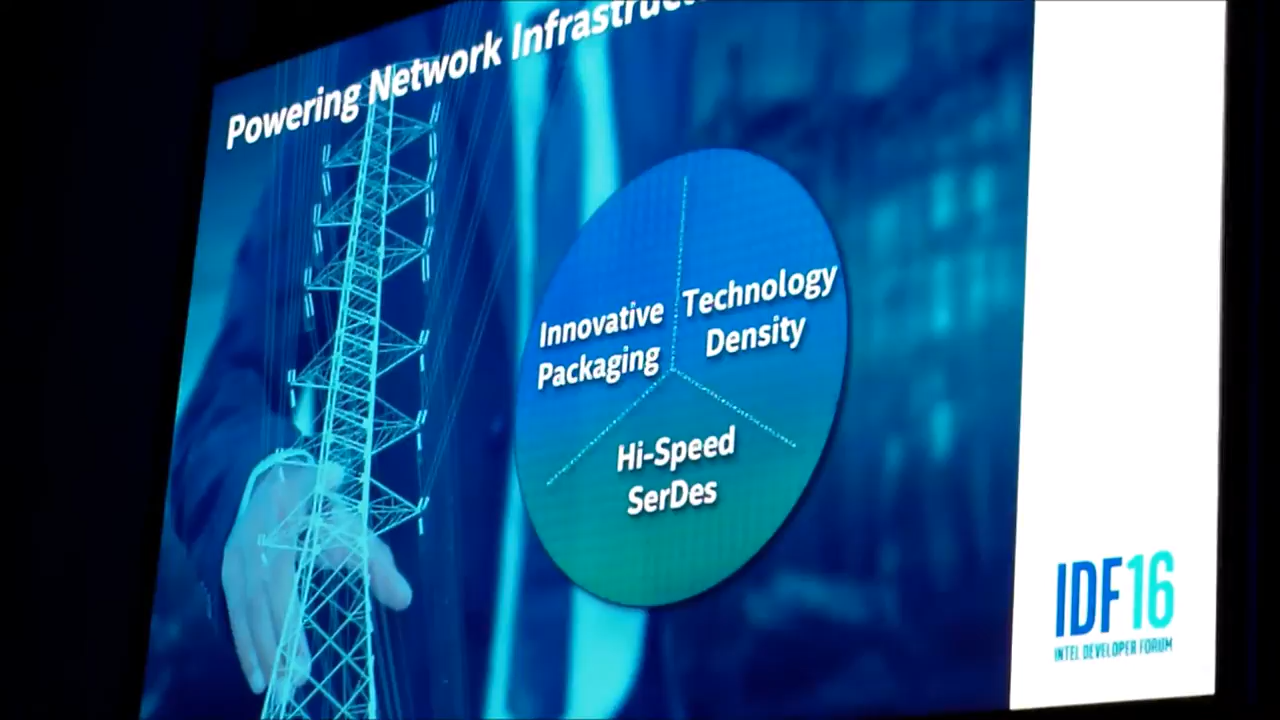 Powering Network
Innovative
Packaging
Technology
Density
Hi-Speed
SerDes
IDF16
INTEL DEVELOPER FORUM